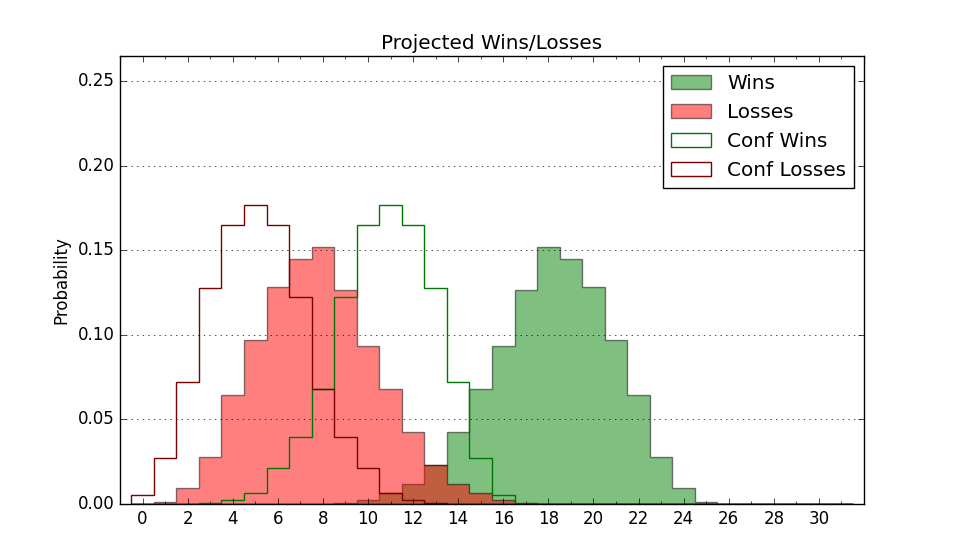 Projected Wins/Losses
0.25
0.20
0.15
0.10
0.05
0.00
Probability
Wins
Losses
Conf Wins
Conf Losses
0 2 4 6 8 10 12 14 16 18 20 22 24 26 28 30